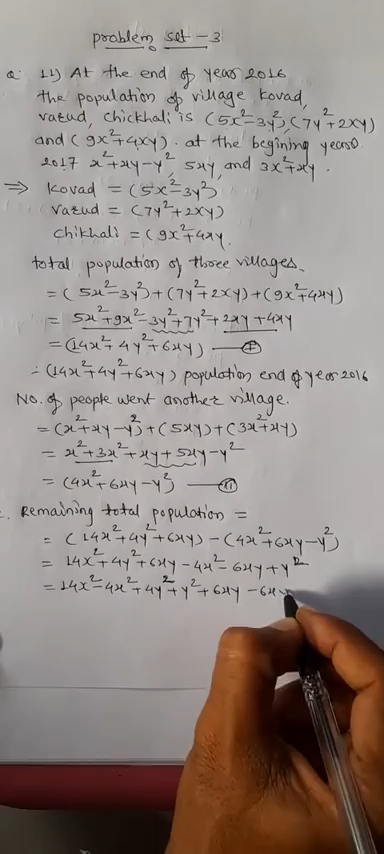 problem set - 3
Q: 11) At the end of year 2016
the population of village kovad,
vazud, chickhali is (5x²-3y²),(7y²+2xy)
and (9x²+4xy). at the begining years
2017 x²+xy-y², 5xy, and 3x²+xy.
⇒ kovad = (5x²-3y²)
vazud = (7y²+2xy)
chikhali = (9x²+4xy
total population of three villages.
= (5x²-3y²)+(7y²+2xy)+(9x²+4xy)
= 5x²+9x²-3y²+7y²+2xy+4xy
= (14x²+4y²+6xy) — (I)
∴ (14x²+4y²+6xy) population end of year 2016
No. of people went another village.
= (x²+xy-y²)+(5xy)+(3x²+xy)
= x²+3x²+xy+5xy-y²
= (4x²+6xy-y²) — (II)
Remaining total population =
= (14x²+4y²+6xy)-(4x²+6xy-y²)
= 14x²+4y²+6xy-4x²-6xy+y²
= 14x²-4x²+4y²+y²+6xy-6xy